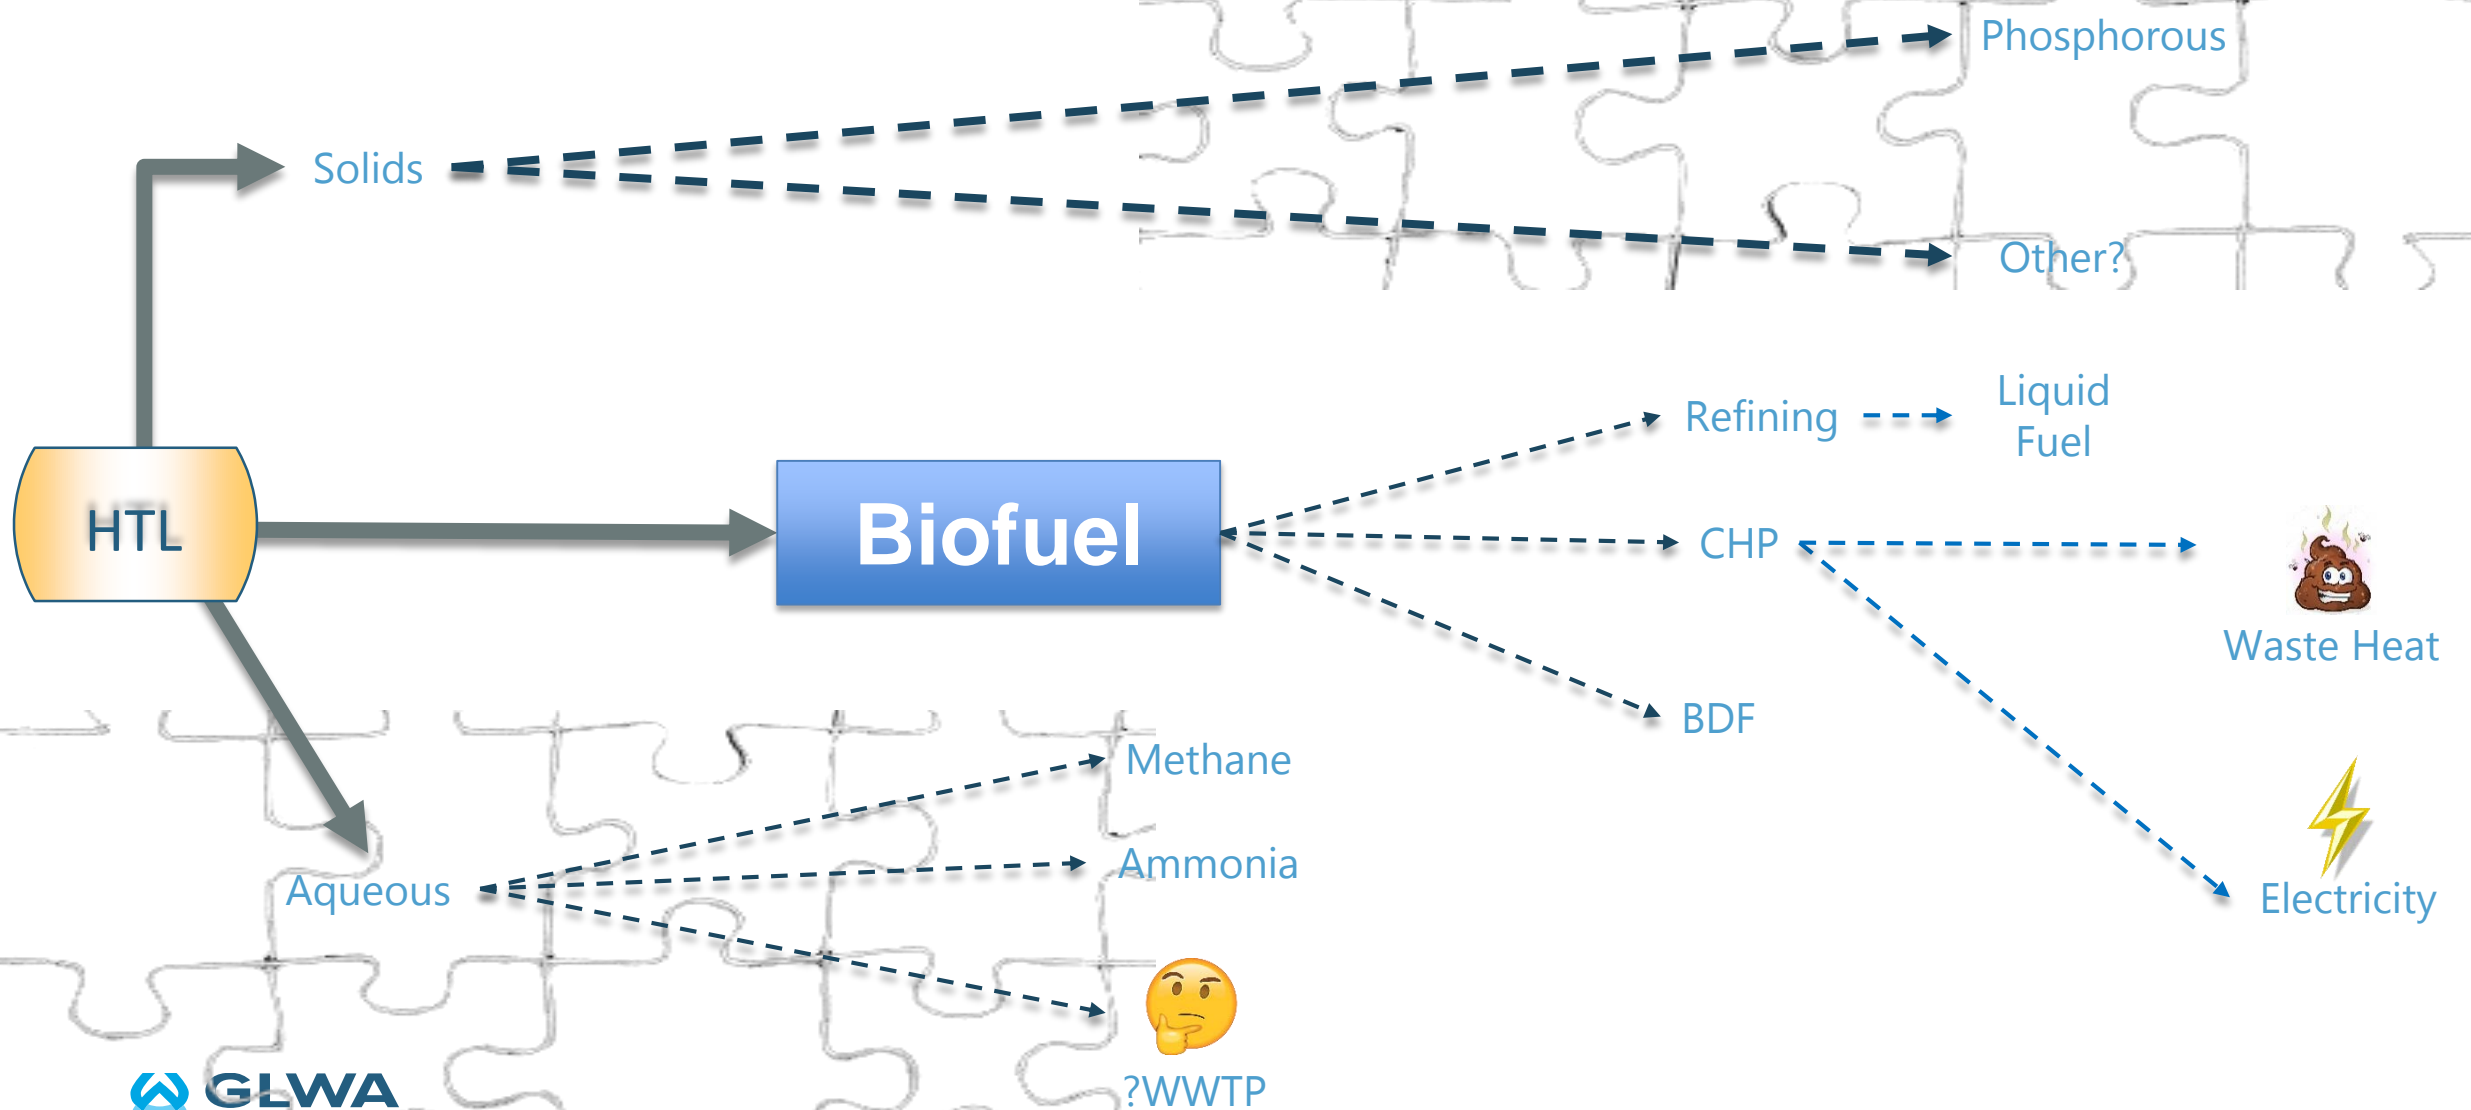 Phosphorous
Solids
Other?
Liquid
Fuel
Refining
HTL
Biofuel
CHP
Waste Heat
BDF
Methane
Ammonia
Aqueous
Electricity
?WWTP
GLWA